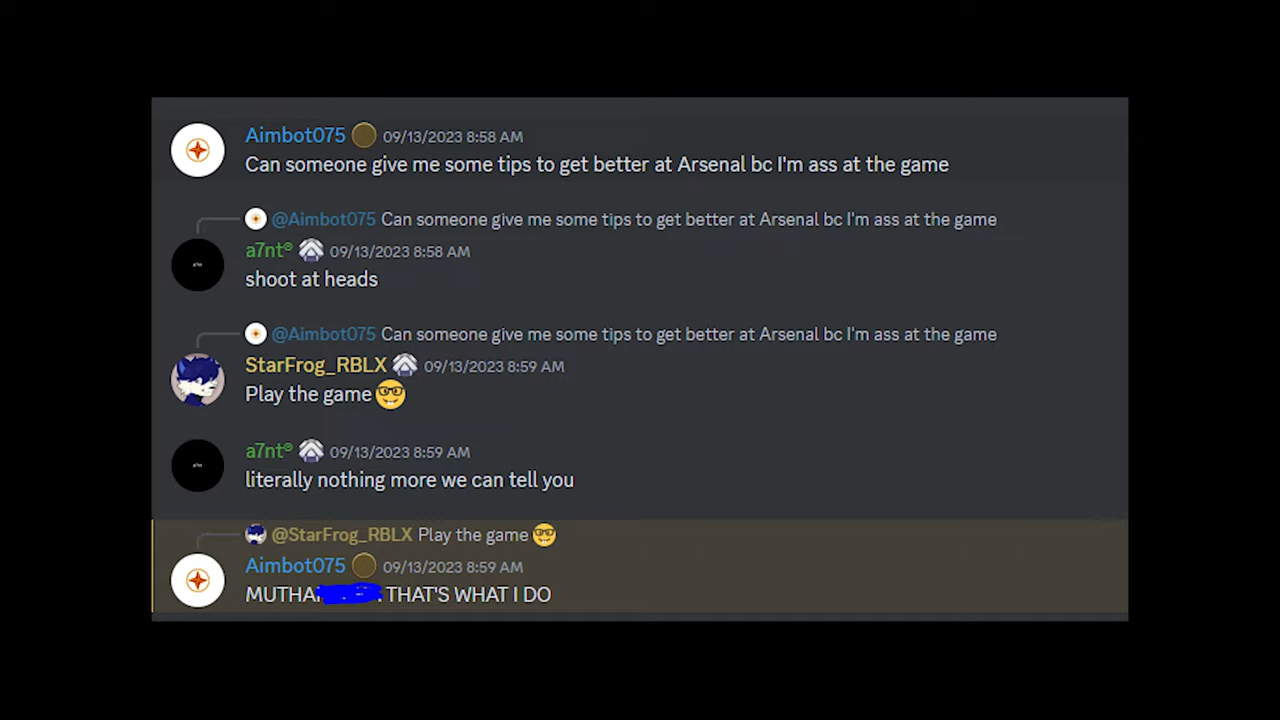 Aimbot075 09/13/2023 8:58 AM
Can someone give me some tips to get better at Arsenal bc I'm ass at the game
@Aimbot075 Can someone give me some tips to get better at Arsenal bc I'm ass at the game
a7nt® 09/13/2023 8:58 AM
shoot at heads
@Aimbot075 Can someone give me some tips to get better at Arsenal bc I'm ass at the game
StarFrog_RBLX 09/13/2023 8:59 AM
Play the game 🤓
a7nt® 09/13/2023 8:59 AM
literally nothing more we can tell you
@StarFrog_RBLX Play the game 🤓
Aimbot075 09/13/2023 8:59 AM
MUTHA THAT'S WHAT I DO